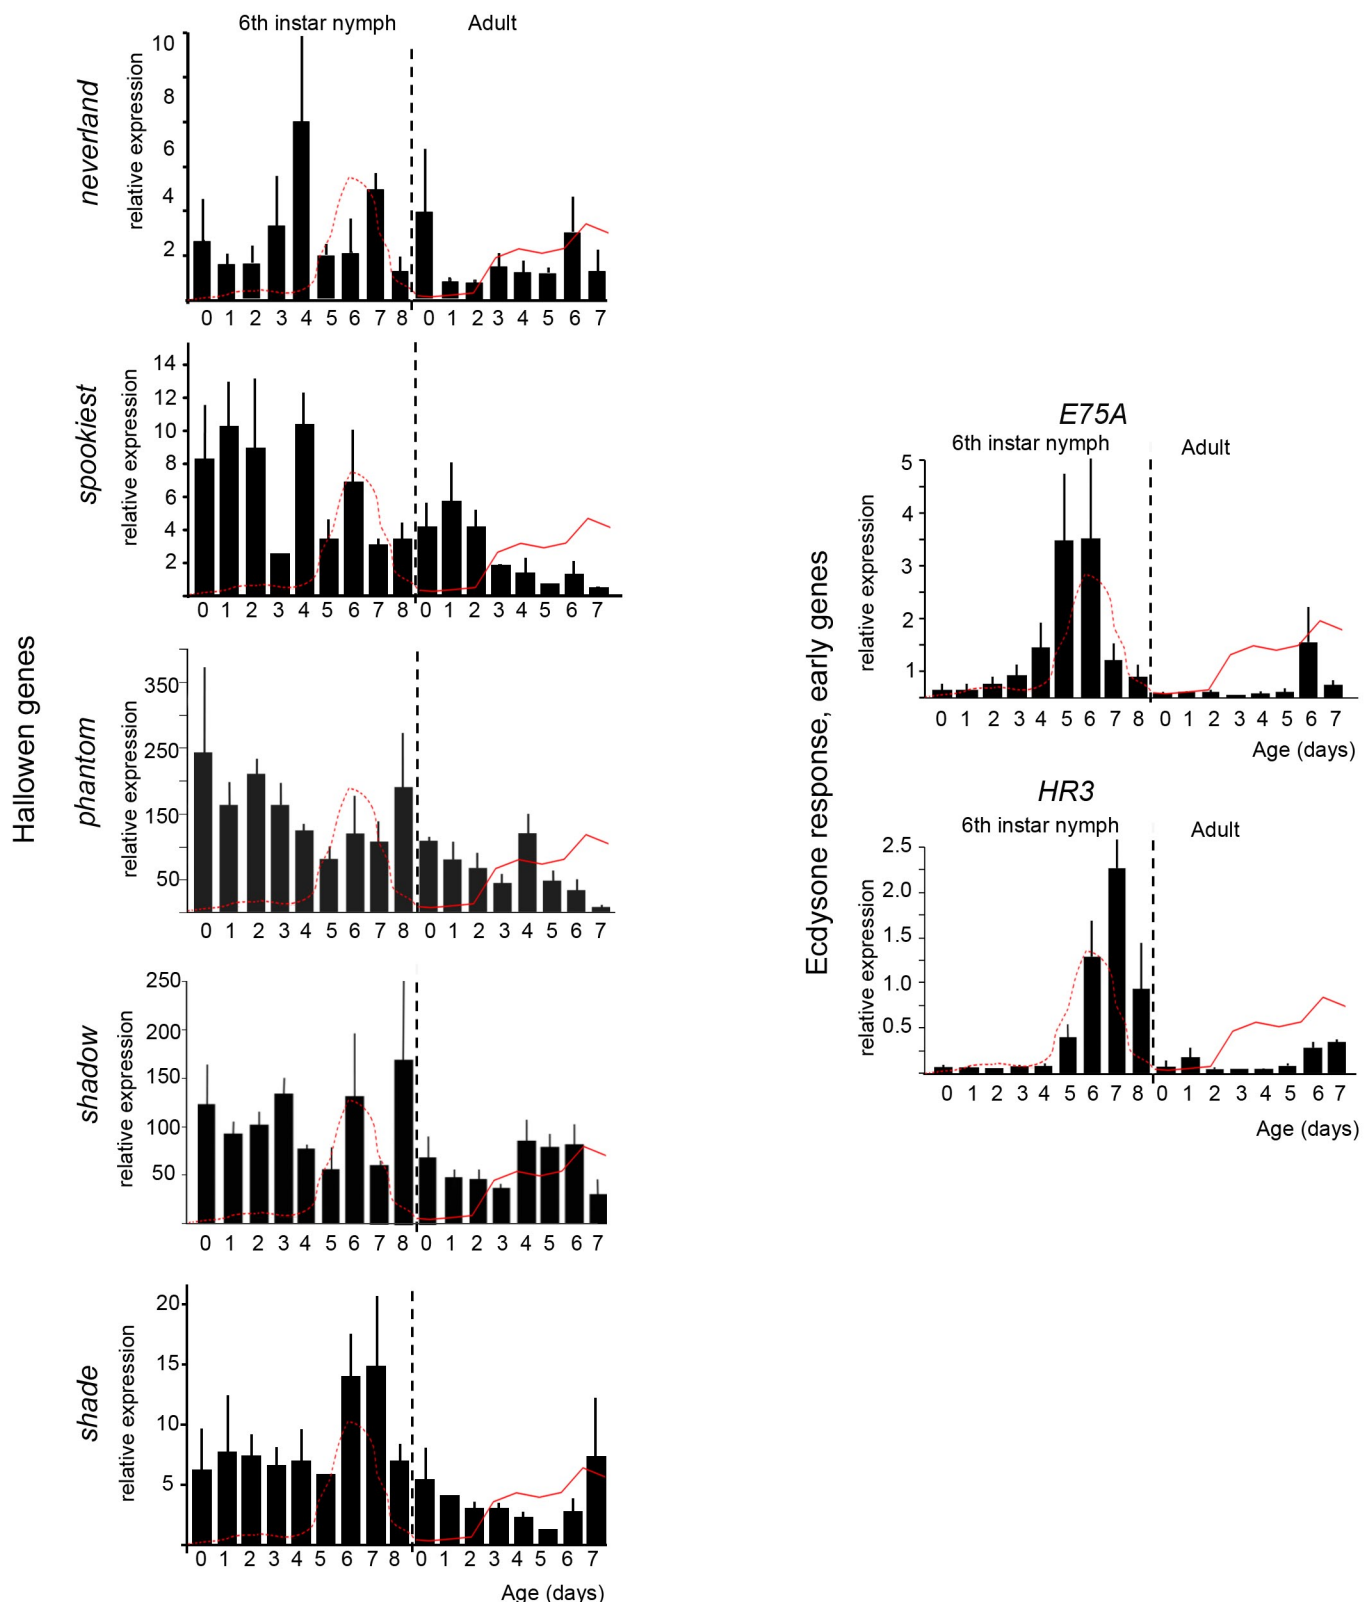 6th instar nymph Adult
neverland
relative expression
10
8
6
4
2
0 1 2 3 4 5 6 7 8 0 1 2 3 4 5 6 7
spookiest
relative expression
14
12
10
8
6
4
2
0 1 2 3 4 5 6 7 8 0 1 2 3 4 5 6 7
Hallowen genes
phantom
relative expression
350
250
150
50
0 1 2 3 4 5 6 7 8 0 1 2 3 4 5 6 7
shadow
relative expression
250
200
150
100
50
0 1 2 3 4 5 6 7 8 0 1 2 3 4 5 6 7
shade
relative expression
20
15
10
5
0 1 2 3 4 5 6 7 8 0 1 2 3 4 5 6 7
Age (days)
Ecdysone response, early genes
E75A
6th instar nymph Adult
relative expression
5
4
3
2
1
0 1 2 3 4 5 6 7 8 0 1 2 3 4 5 6 7
Age (days)
HR3
6th instar nymph Adult
relative expression
2.5
2.0
1.5
1.0
0.5
0 1 2 3 4 5 6 7 8 0 1 2 3 4 5 6 7
Age (days)